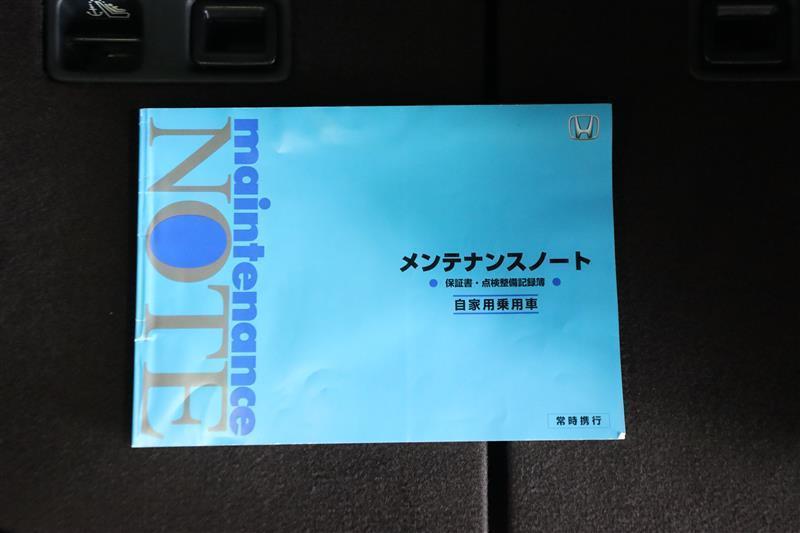 maintenance
NOTE
メンテナンスノート
● 保証書・点検整備記録簿 ●
自家用乗用車
常時携行